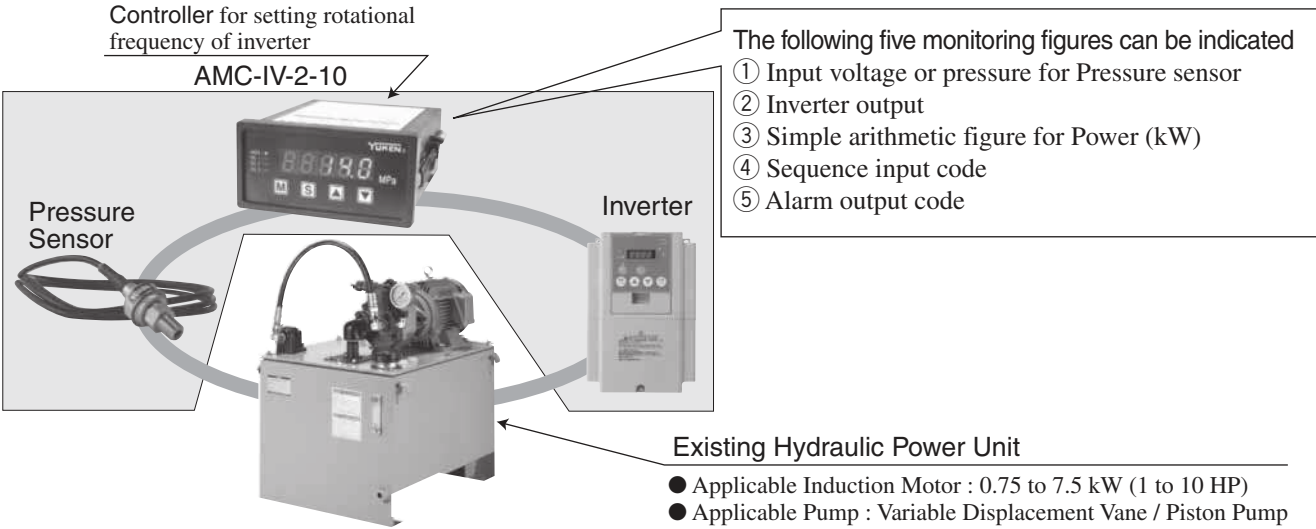 Controller for setting rotational
frequency of inverter
AMC-IV-2-10
The following five monitoring figures can be indicated
① Input voltage or pressure for Pressure sensor
② Inverter output
③ Simple arithmetic figure for Power (kW)
④ Sequence input code
⑤ Alarm output code
YUKEN
14.0
MPa
M S ▲ ▼
Pressure
Sensor
Inverter
Existing Hydraulic Power Unit
● Applicable Induction Motor : 0.75 to 7.5 kW (1 to 10 HP)
● Applicable Pump : Variable Displacement Vane / Piston Pump